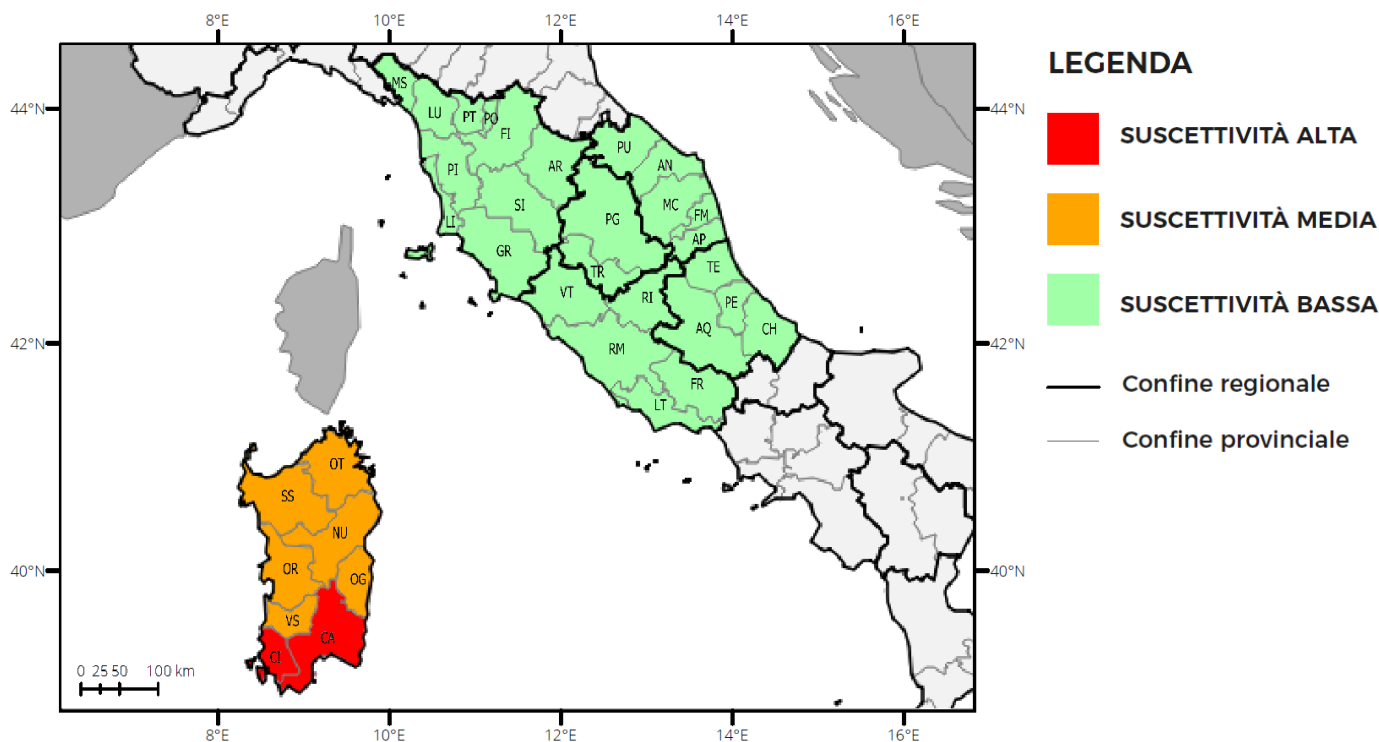 8°E 10°E 12°E 14°E 16°E
LEGENDA
SUSCETTIVITÀ ALTA
SUSCETTIVITÀ MEDIA
SUSCETTIVITÀ BASSA
Confine regionale
Confine provinciale
44°N 44°N
42°N 42°N
40°N 40°N
MS
LU PT PO
FI
PU
AN
AR
PI
SI
MC
FM
PG
LI
AP
GR
TE
TR
VT
RI
PE
AQ
CH
RM
FR
LT
OT
SS
NU
OR
OG
VS
CA
CI
0 25 50 100 km
8°E 10°E 12°E 14°E 16°E